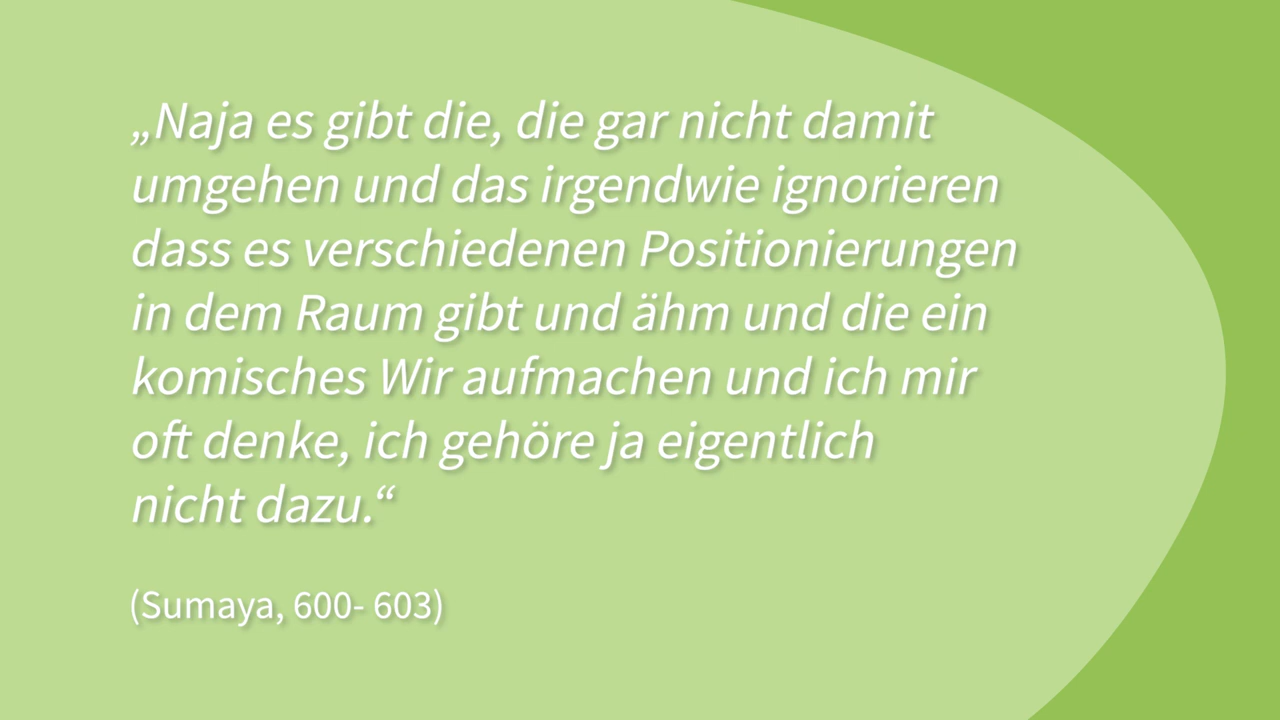 „Naja es gibt die, die gar nicht damit
umgehen und das irgendwie ignorieren
dass es verschiedenen Positionierungen
in dem Raum gibt und ähm und die ein
komisches Wir aufmachen und ich mir
oft denke, ich gehöre ja eigentlich
nicht dazu.“
(Sumaya, 600- 603)